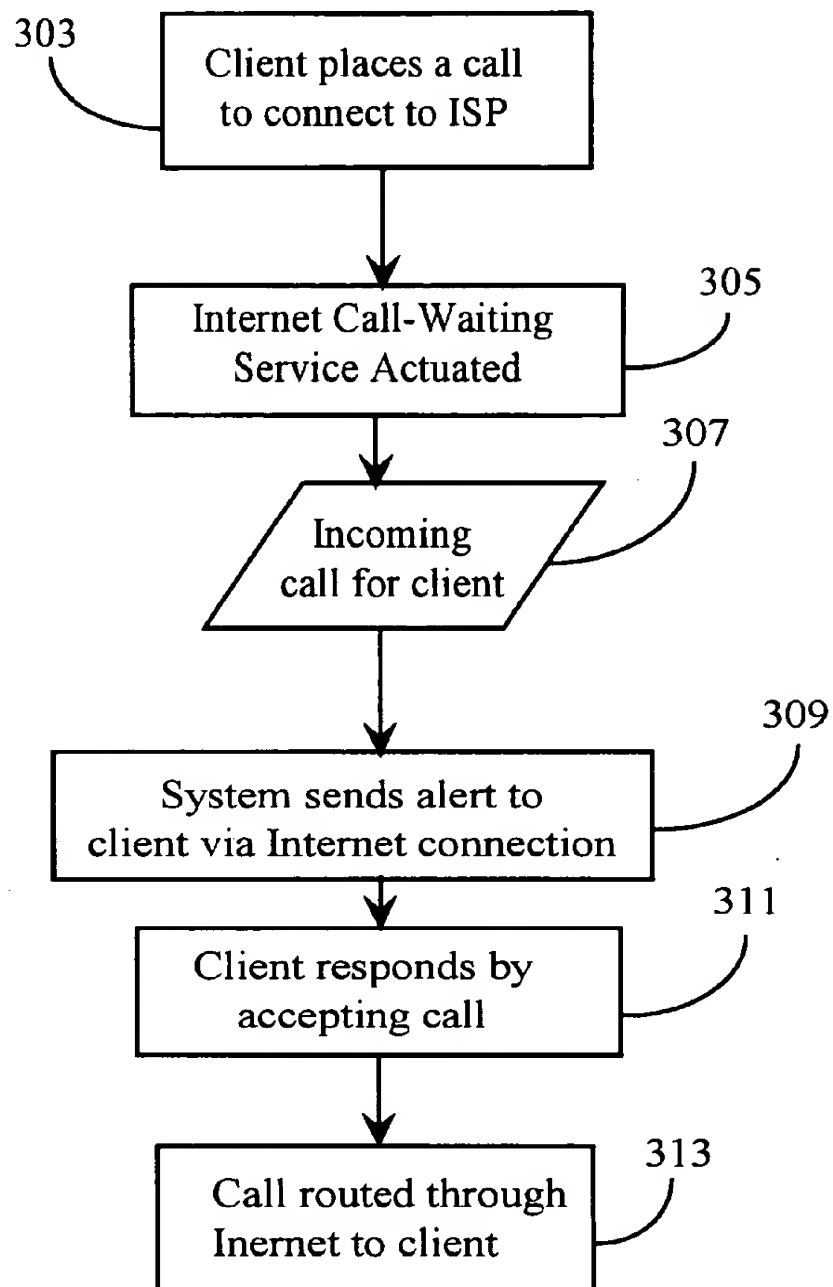 303
Client places a call
to connect to ISP
305
Internet Call-Waiting
Service Actuated
307
Incoming
call for client
309
System sends alert to
client via Internet connection
311
Client responds by
accepting call
313
Call routed through
Inernet to client